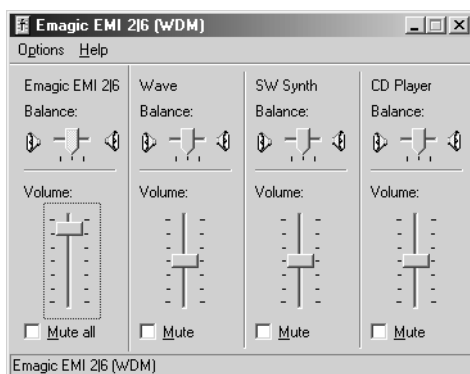 Emagic EMI 2|6 (WDM)
Options Help
Emagic EMI 2|6 Wave SW Synth CD Player
Balance: Balance: Balance: Balance:
Volume: Volume: Volume: Volume:
Mute all Mute Mute Mute
Emagic EMI 2|6 (WDM)